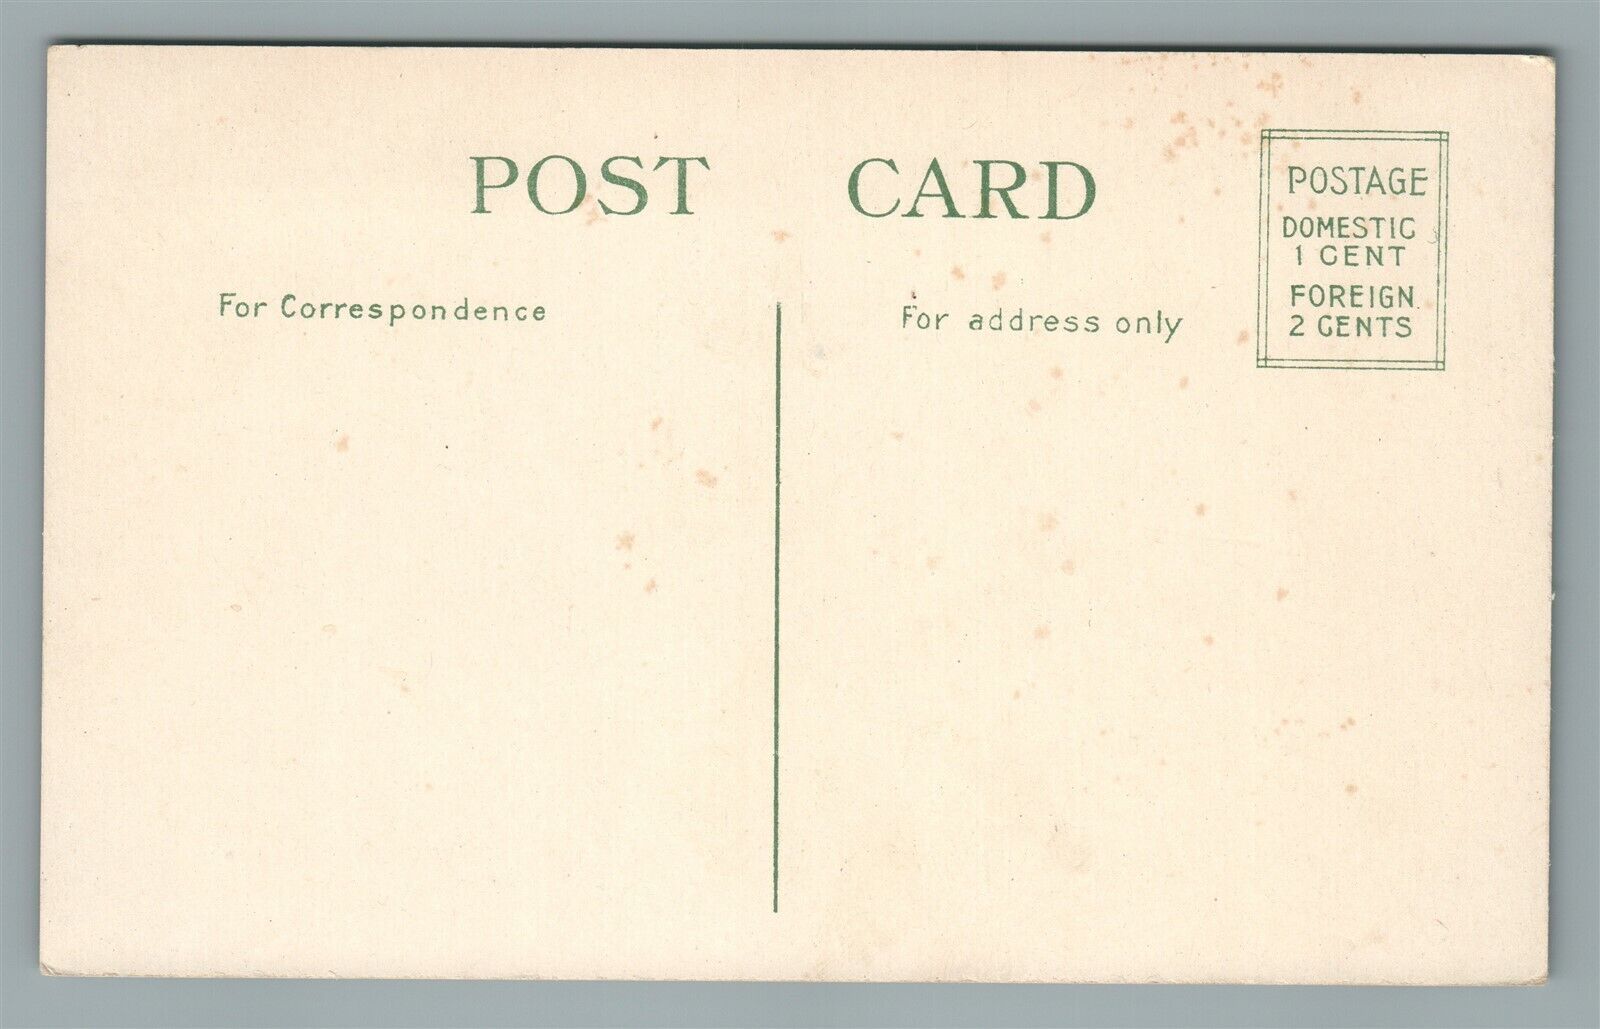 POST CARD
For Correspondence
For address only
POSTAGE
DOMESTIC
1 CENT
FOREIGN
2 CENTS